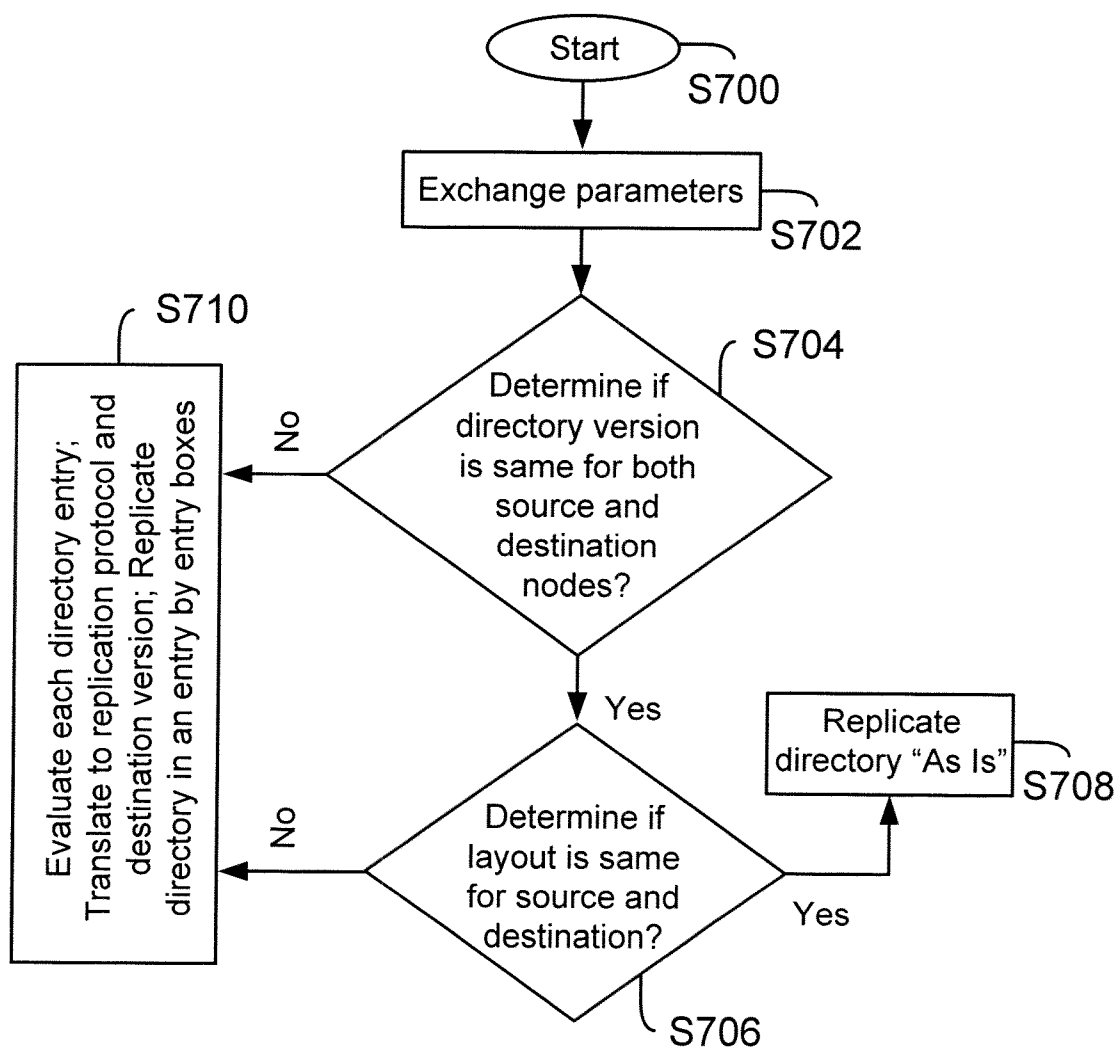 Start
S700
Exchange parameters
S702
S710
S704
Determine if
directory version
is same for both
source and
destination
nodes?
No
Evaluate each directory entry;
Translate to replication protocol and
destination version; Replicate
directory in an entry by entry boxes
Yes
Replicate
directory “As Is”
S708
Determine if
layout is same
for source and
destination?
No
Yes
S706